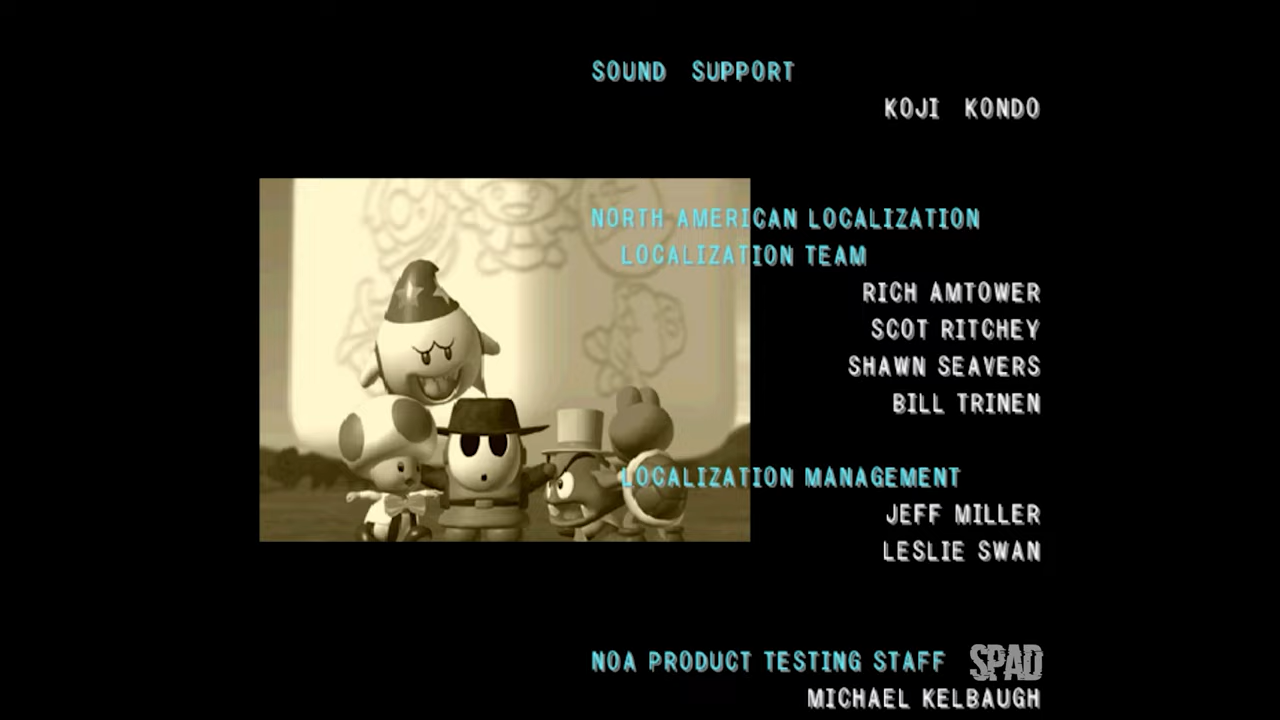 SOUND SUPPORT
KOJI KONDO
NORTH AMERICAN LOCALIZATION
LOCALIZATION TEAM
RICH AMTOWER
SCOT RITCHEY
SHAWN SEAVERS
BILL TRINEN
LOCALIZATION MANAGEMENT
JEFF MILLER
LESLIE SWAN
NOA PRODUCT TESTING STAFF
SPAD
MICHAEL KELBAUGH